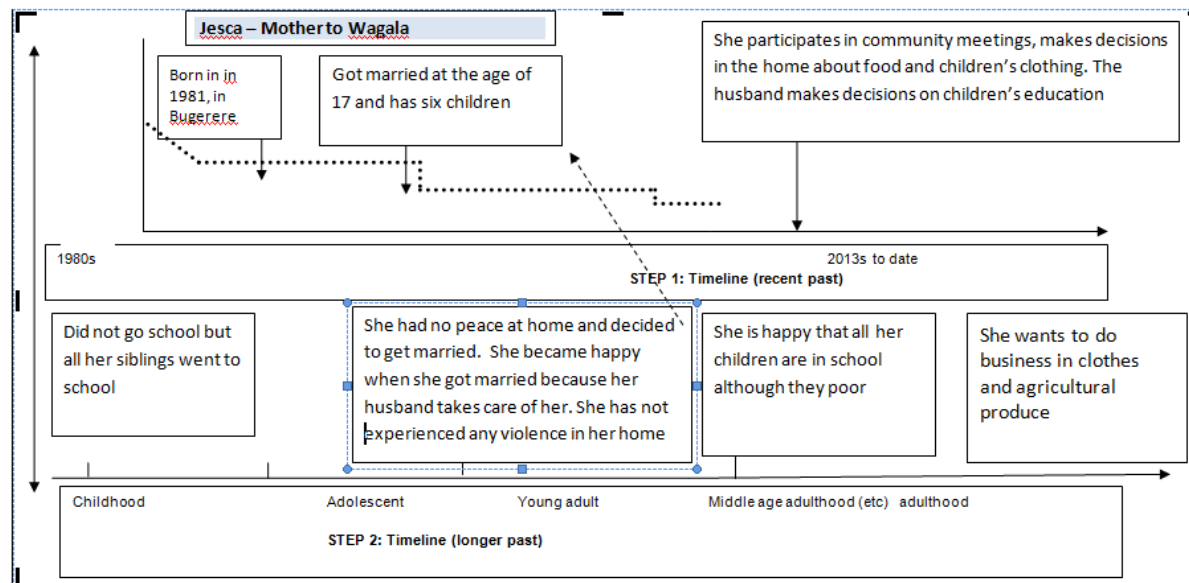 Jesca – Mother to Wagala
Born in in
1981, in
Bugerere
Got married at the age of
17 and has six children
She participates in community meetings, makes decisions
in the home about food and children's clothing. The
husband makes decisions on children's education
1980s
2013s to date
STEP 1: Timeline (recent past)
Did not go school but
all her siblings went to
school
She had no peace at home and decided
to get married.  She became happy
when she got married because her
husband takes care of her. She has not
experienced any violence in her home
She is happy that all her
children are in school
although they poor
She wants to do
business in clothes
and agricultural
produce
Childhood
Adolescent
Young adult
Middle age adulthood (etc)
adulthood
STEP 2: Timeline (longer past)